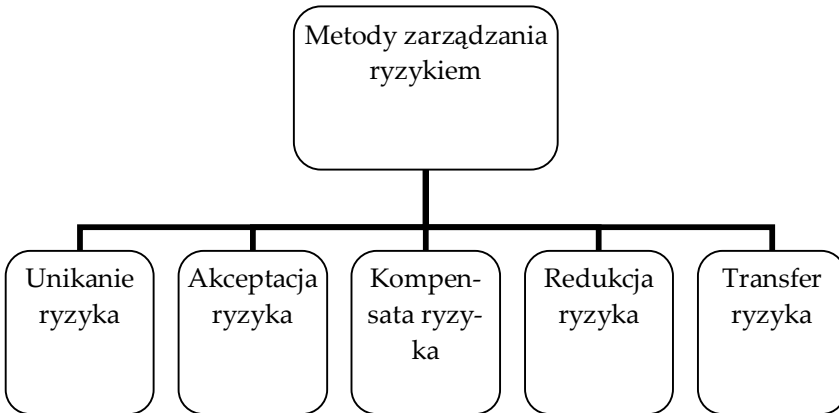 Metody zarządzania
ryzykiem
Unikanie
ryzyka
Akceptacja
ryzyka
Kompen-
sata ryzy-
ka
Redukcja
ryzyka
Transfer
ryzyka